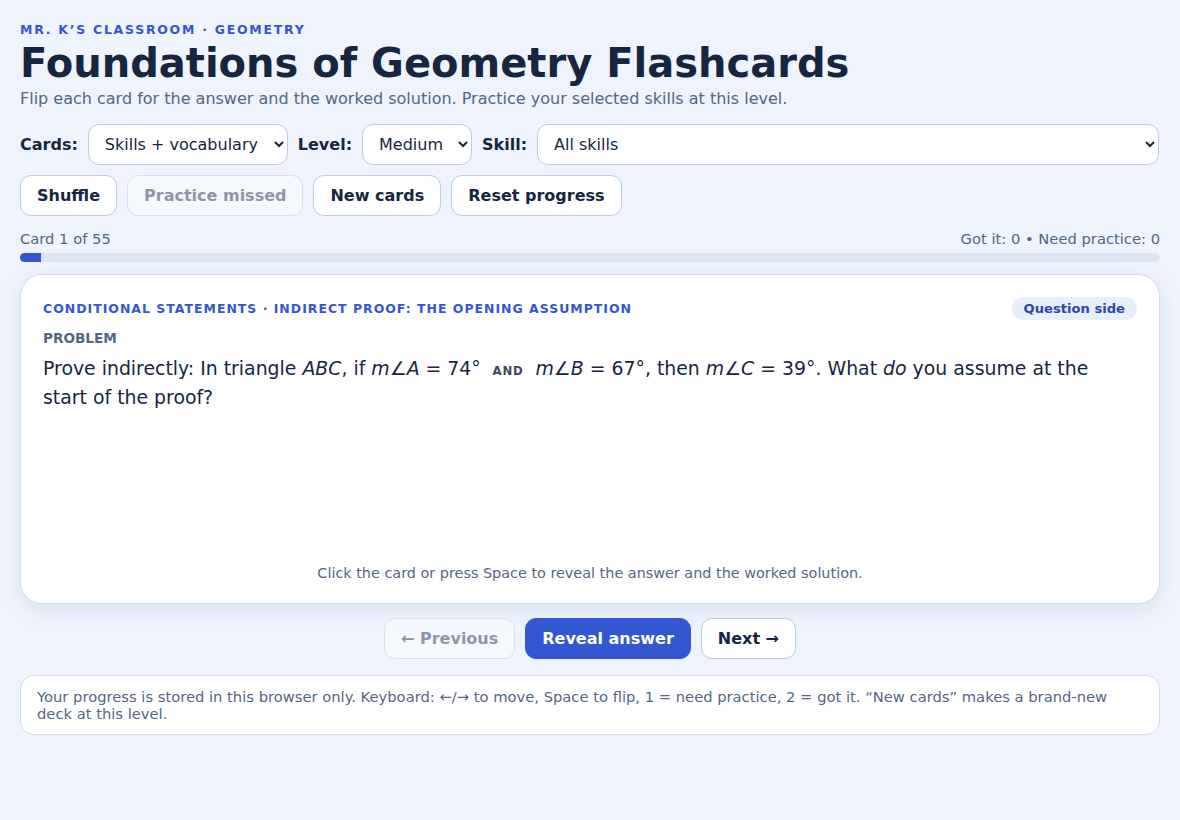 MR. K’S CLASSROOM · GEOMETRY
Foundations of Geometry Flashcards
Flip each card for the answer and the worked solution. Practice your selected skills at this level.
Cards: Skills + vocabulary Level: Medium Skill: All skills
Shuffle Practice missed New cards Reset progress
Card 1 of 55 Got it: 0 • Need practice: 0
CONDITIONAL STATEMENTS · INDIRECT PROOF: THE OPENING ASSUMPTION Question side
PROBLEM
Prove indirectly: In triangle ABC, if m∠A = 74° AND m∠B = 67°, then m∠C = 39°. What do you assume at the
start of the proof?
Click the card or press Space to reveal the answer and the worked solution.
← Previous Reveal answer Next →
Your progress is stored in this browser only. Keyboard: ←/→ to move, Space to flip, 1 = need practice, 2 = got it. “New cards” makes a brand-new
deck at this level.